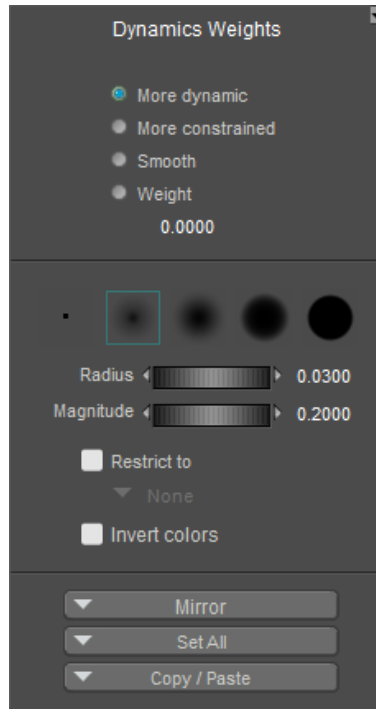 Dynamics Weights
More dynamic
More constrained
Smooth
Weight
0.0000
Radius 0.0300
Magnitude 0.2000
Restrict to
None
Invert colors
Mirror
Set All
Copy / Paste